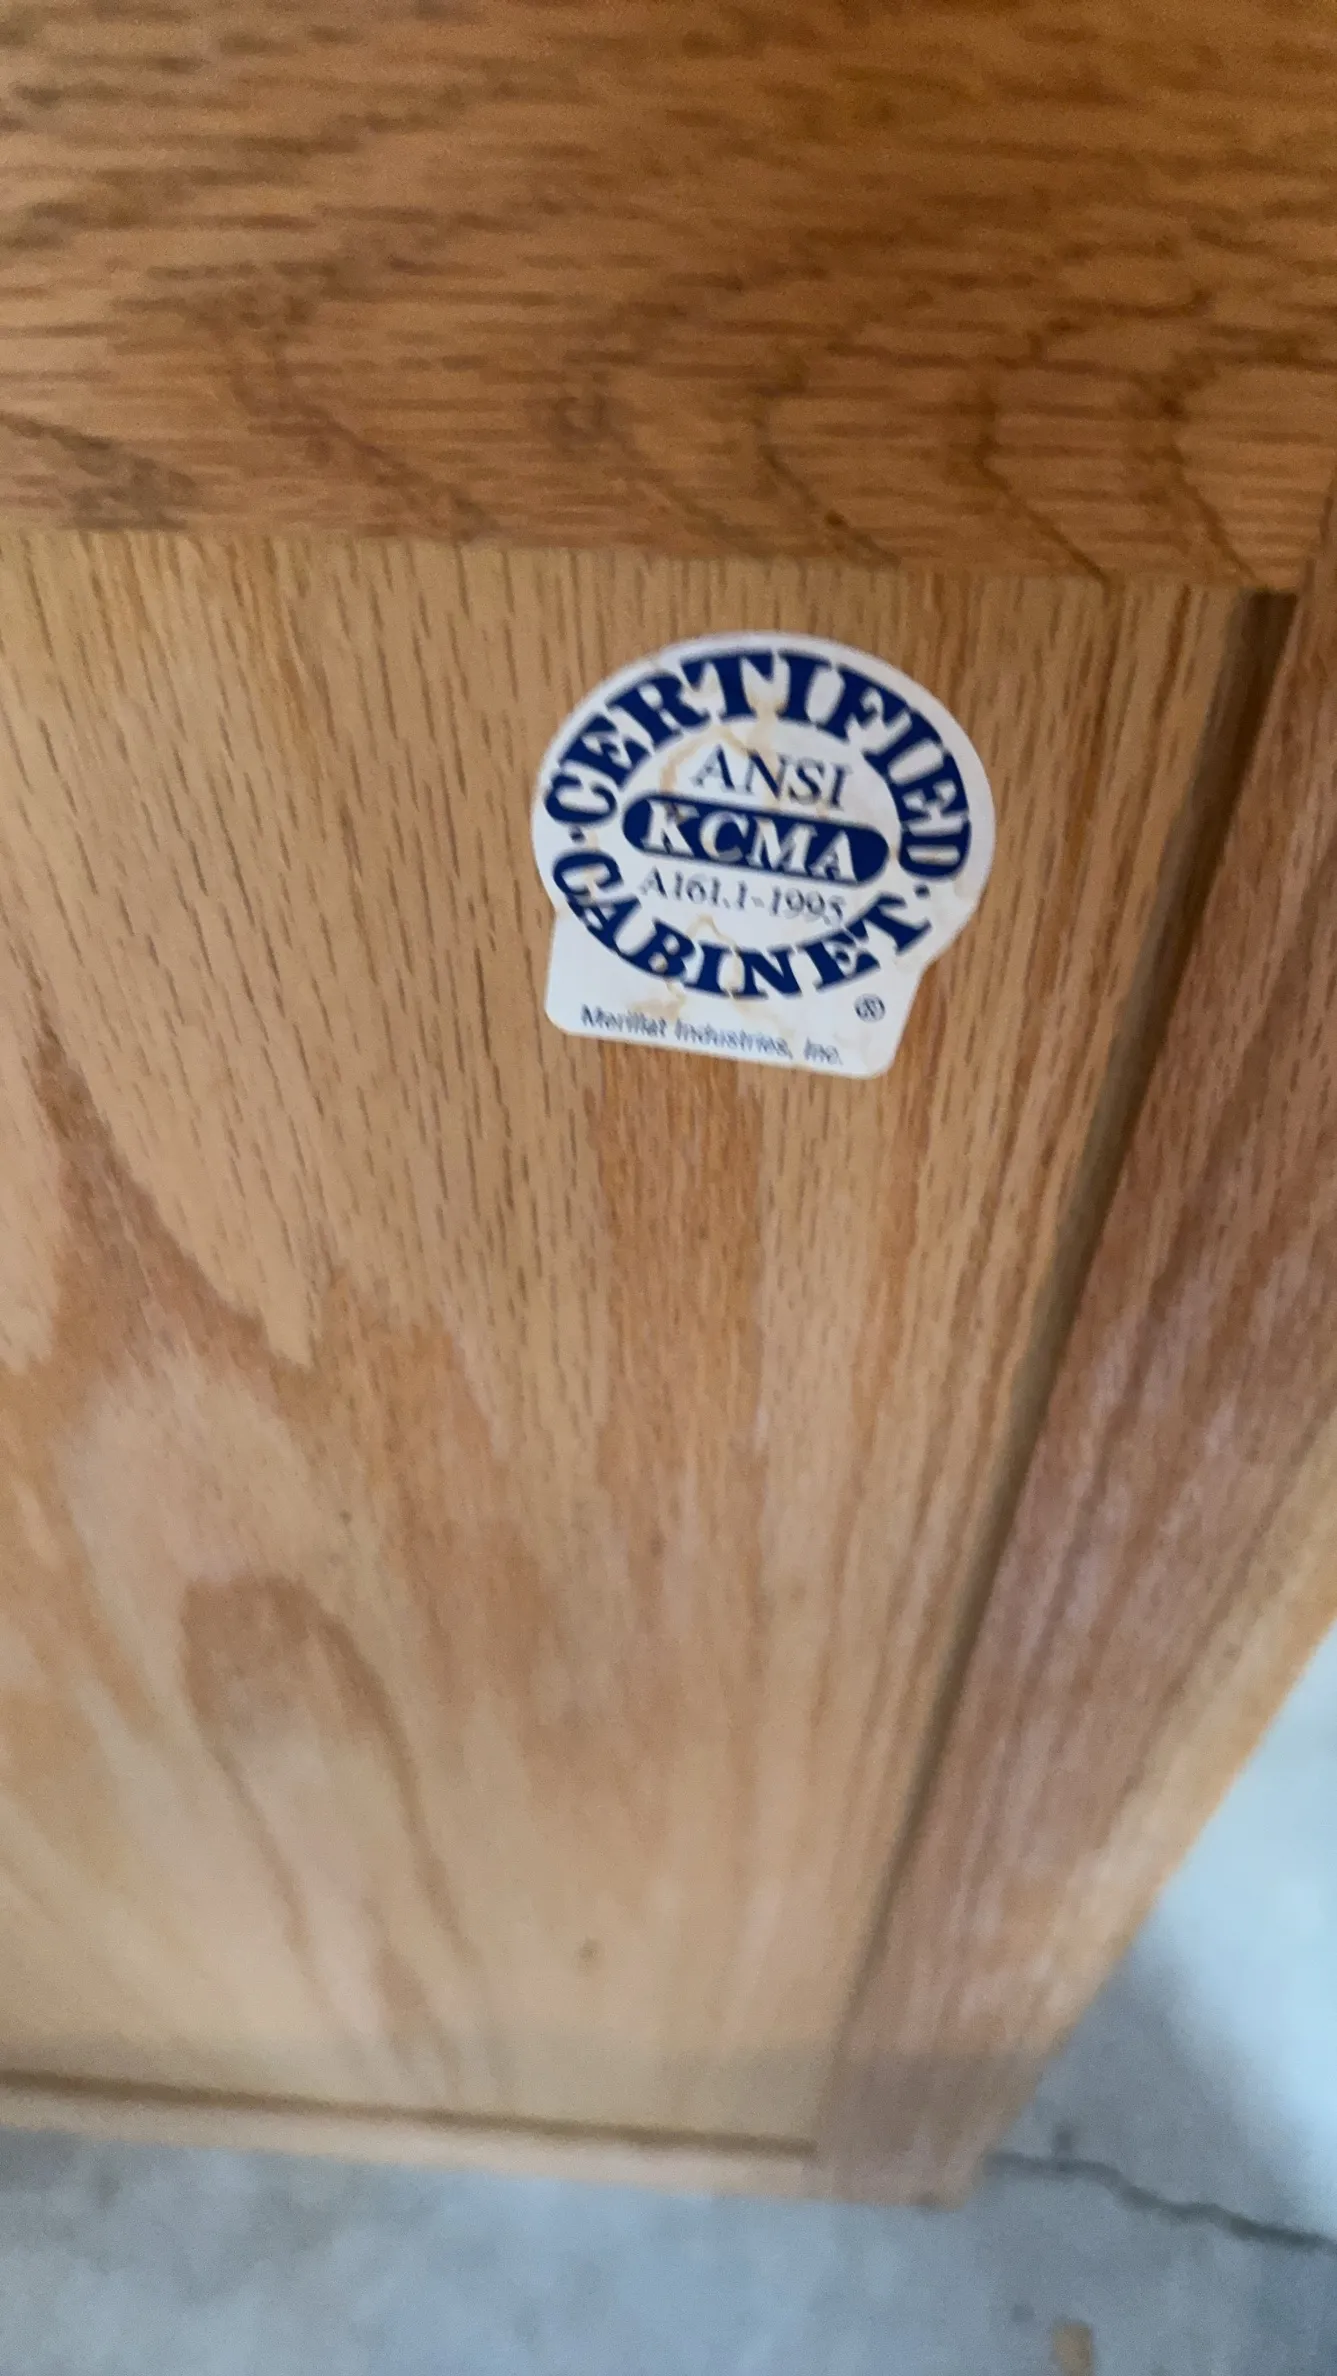 CERTIFIED
ANSI
KCMA
A161.1-1995
CABINET
®
Merillat Industries, Inc.